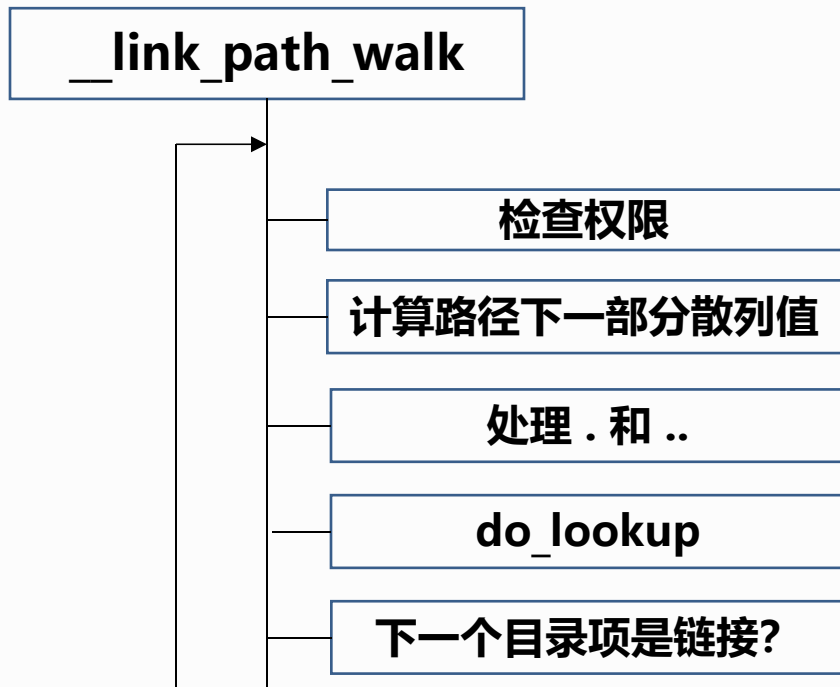 __link_path_walk
检查权限
计算路径下一部分散列值
处理 . 和 ..
do_lookup
下一个目录项是链接?